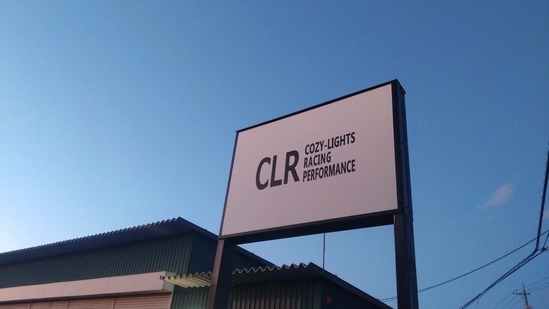 CLR
COZY-LIGHTS
RACING
PERFORMANCE